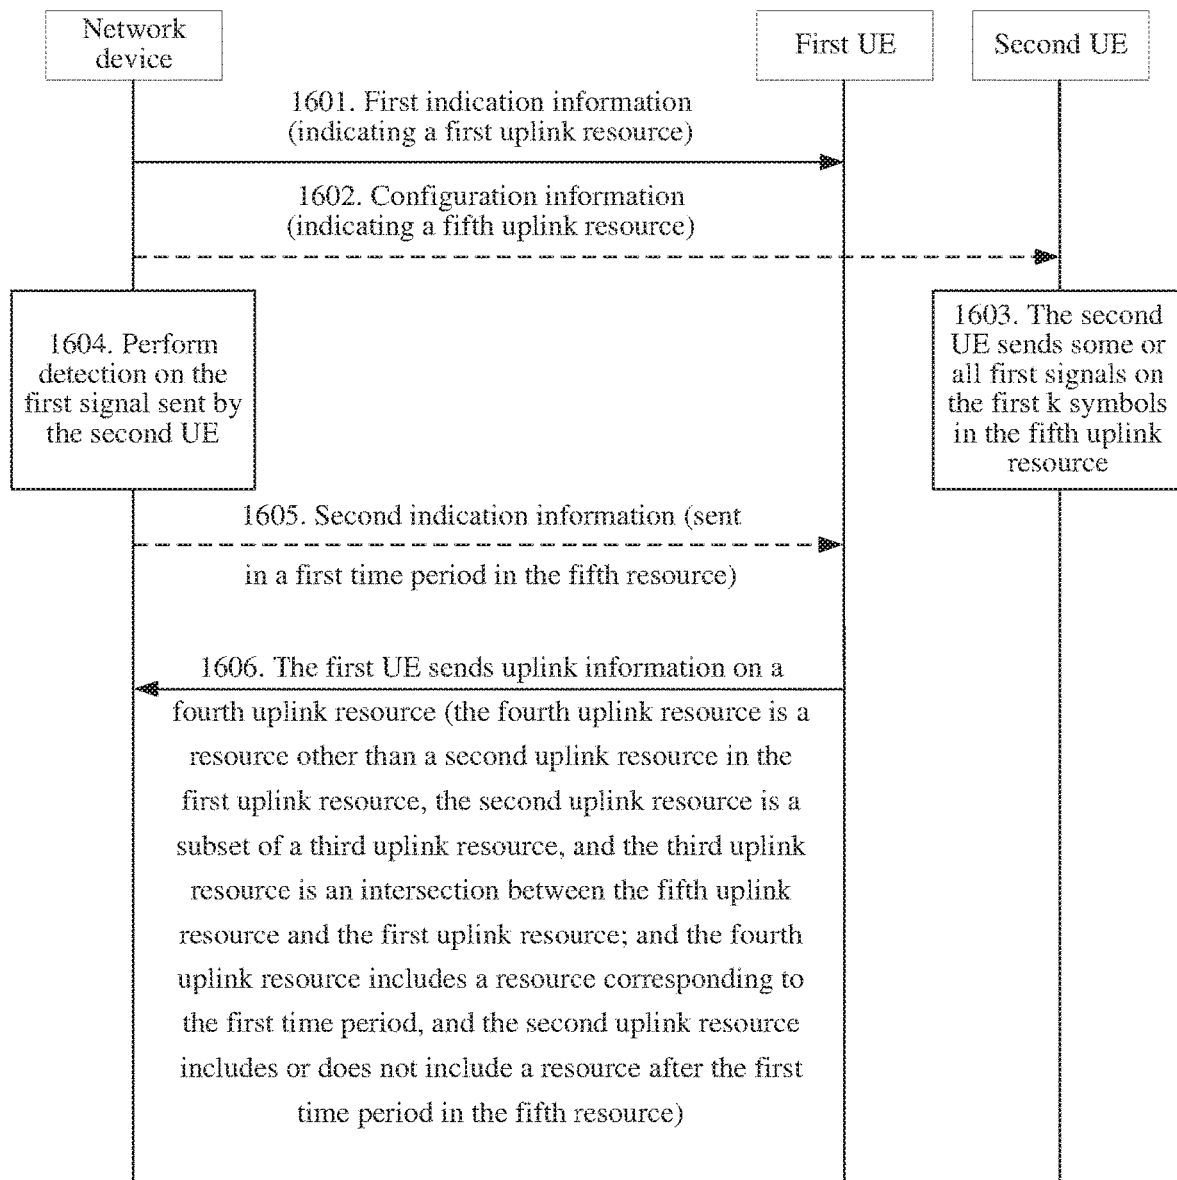 Network
device
First UE
Second UE
1601. First indication information
(indicating a first uplink resource)
1602. Configuration information
(indicating a fifth uplink resource)
1604. Perform
detection on the
first signal sent by
the second UE
1603. The second
UE sends some or
all first signals on
the first k symbols
in the fifth uplink
resource
1605. Second indication information (sent
in a first time period in the fifth resource)
1606. The first UE sends uplink information on a
fourth uplink resource (the fourth uplink resource is a
resource other than a second uplink resource in the
first uplink resource, the second uplink resource is a
subset of a third uplink resource, and the third uplink
resource is an intersection between the fifth uplink
resource and the first uplink resource; and the fourth
uplink resource includes a resource corresponding to
the first time period, and the second uplink resource
includes or does not include a resource after the first
time period in the fifth resource)